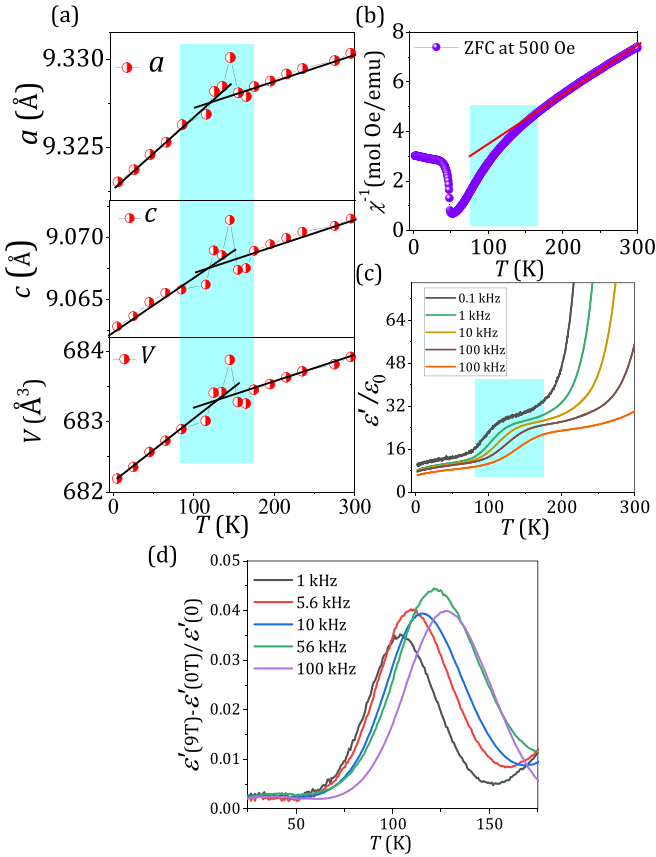 (a)
a
9.330
9.325
a (Å)
c
9.070
9.065
c (Å)
V
684
683
682
V (Å³)
0 100 200 300
T (K)
(b)
ZFC at 500 Oe
8
6
4
2
0
χ⁻¹(mol Oe/emu)
0 100 200 300
T (K)
(c)
0.1 kHz
1 kHz
10 kHz
100 kHz
100 kHz
64
48
32
16
0
ε′/ε₀
0 100 200 300
T (K)
(d)
1 kHz
5.6 kHz
10 kHz
56 kHz
100 kHz
0.05
0.04
0.03
0.02
0.01
0.00
ε′(9T)-ε′(0T)/ε′(0)
50 100 150
T (K)